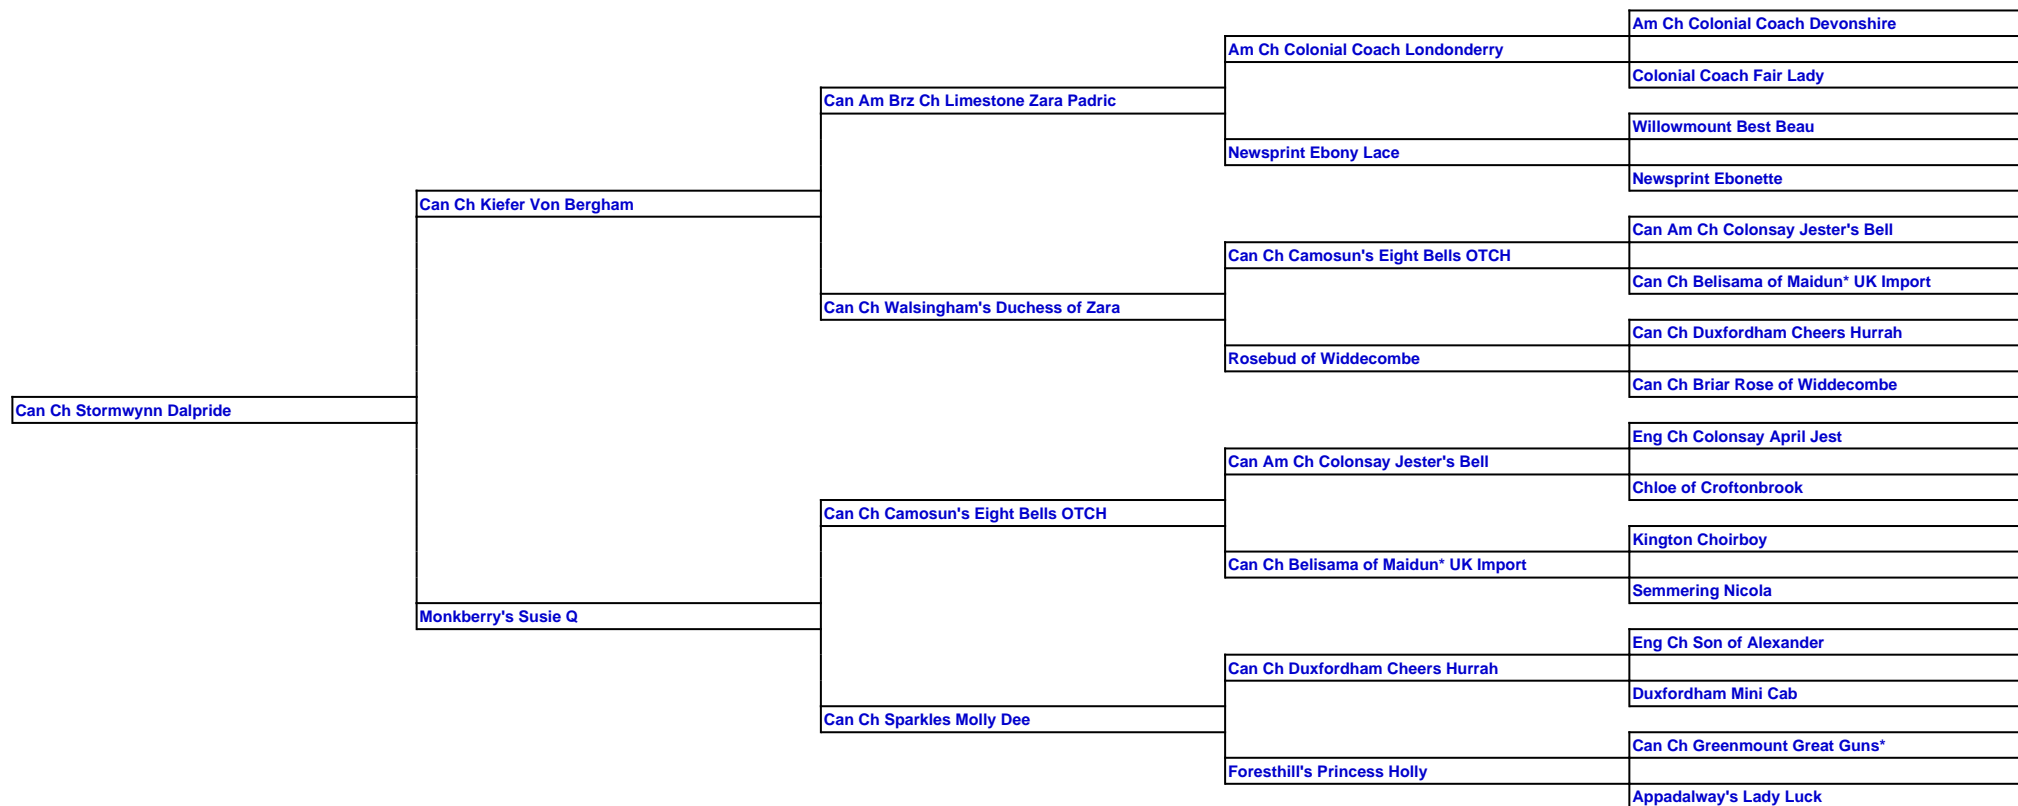 Am Ch Colonial Coach Devonshire
Am Ch Colonial Coach Londonderry
Colonial Coach Fair Lady
Can Am Brz Ch Limestone Zara Padric
Willowmount Best Beau
Newsprint Ebony Lace
Newsprint Ebonette
Can Ch Kiefer Von Bergham
Can Am Ch Colonsay Jester's Bell
Can Ch Camosun's Eight Bells OTCH
Can Ch Belisama of Maidun* UK Import
Can Ch Walsingham's Duchess of Zara
Can Ch Duxfordham Cheers Hurrah
Rosebud of Widdecombe
Can Ch Briar Rose of Widdecombe
Can Ch Stormwynn Dalpride
Eng Ch Colonsay April Jest
Can Am Ch Colonsay Jester's Bell
Chloe of Croftonbrook
Can Ch Camosun's Eight Bells OTCH
Kington Choirboy
Can Ch Belisama of Maidun* UK Import
Semmering Nicola
Monkberry's Susie Q
Eng Ch Son of Alexander
Can Ch Duxfordham Cheers Hurrah
Duxfordham Mini Cab
Can Ch Sparkles Molly Dee
Can Ch Greenmount Great Guns*
Foresthill's Princess Holly
Appadalway's Lady Luck